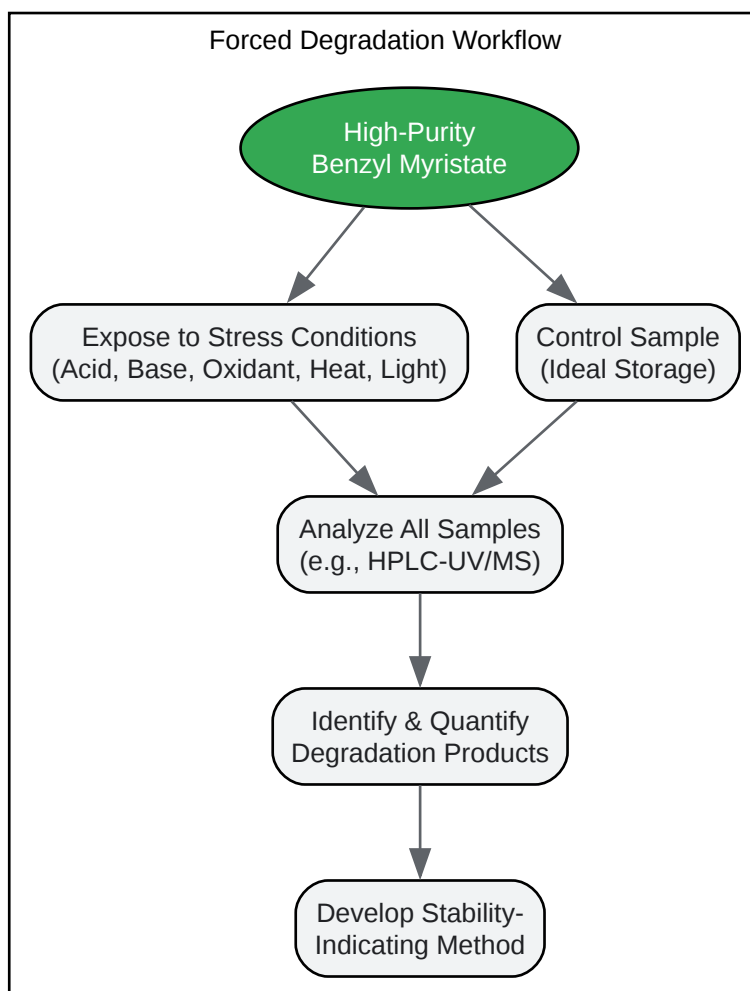 Forced Degradation Workflow
High-Purity
Benzyl Myristate
Expose to Stress Conditions
(Acid, Base, Oxidant, Heat, Light)
Control Sample
(Ideal Storage)
Analyze All Samples
(e.g., HPLC-UV/MS)
Identify & Quantify
Degradation Products
Develop Stability-
Indicating Method